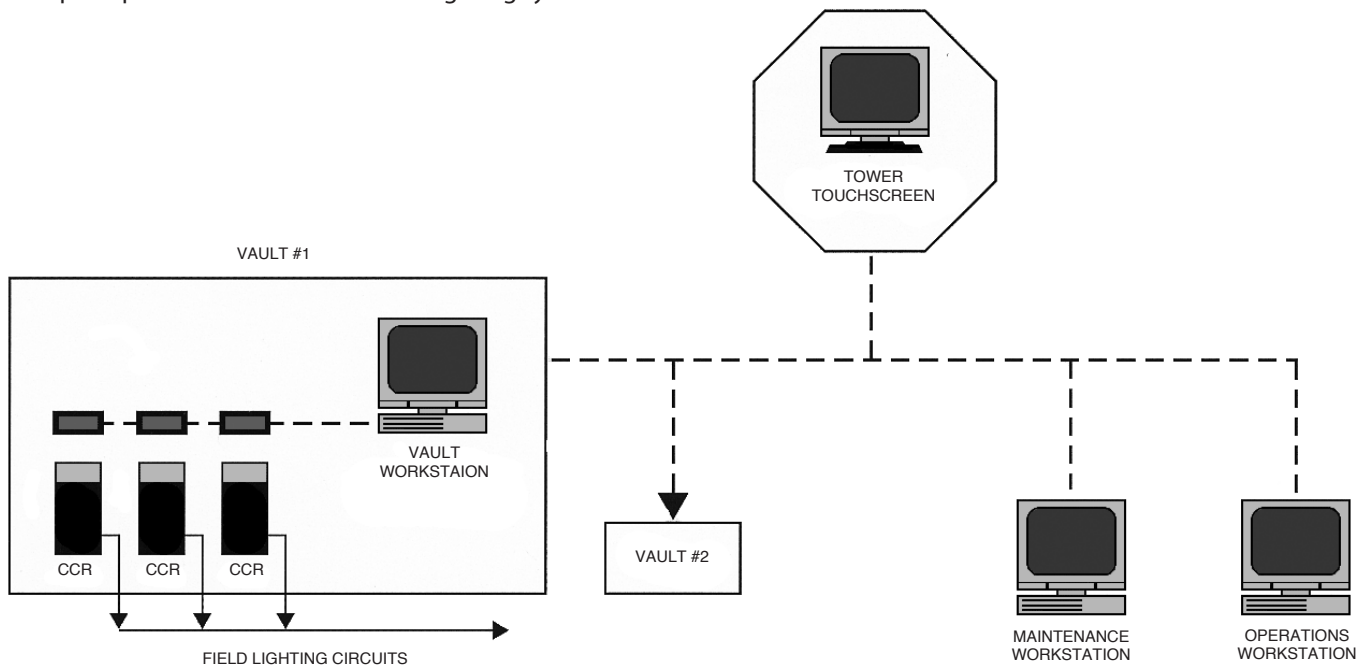 TOWER
TOUCHSCREEN
VAULT #1
VAULT
WORKSTAION
CCR CCR CCR
VAULT #2
FIELD LIGHTING CIRCUITS
MAINTENANCE
WORKSTATION
OPERATIONS
WORKSTATION